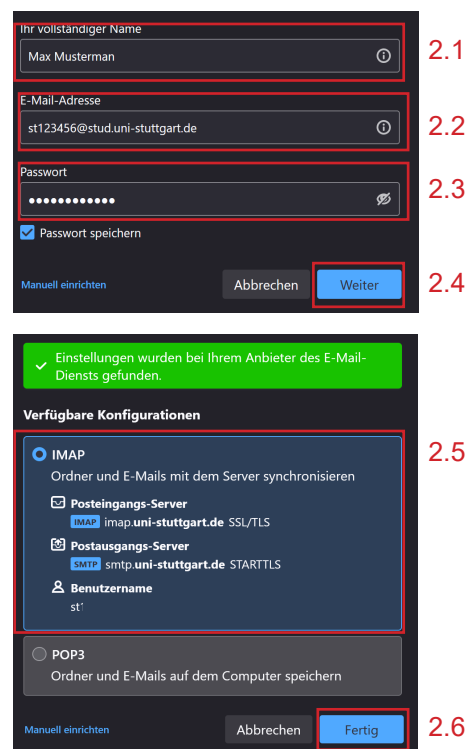 Ihr vollständiger Name
Max Musterman
2.1
E-Mail-Adresse
st123456@stud.uni-stuttgart.de
2.2
Passwort
●●●●●●●●●●●●
2.3
Passwort speichern
Manuell einrichten Abbrechen Weiter
2.4
Einstellungen wurden bei Ihrem Anbieter des E-Mail-
Diensts gefunden.
Verfügbare Konfigurationen
2.5
IMAP
Ordner und E-Mails mit dem Server synchronisieren
Posteingangs-Server
IMAP imap.uni-stuttgart.de SSL/TLS
Postausgangs-Server
SMTP smtp.uni-stuttgart.de STARTTLS
Benutzername
POP3
Ordner und E-Mails auf dem Computer speichern
Manuell einrichten Abbrechen Fertig
2.6